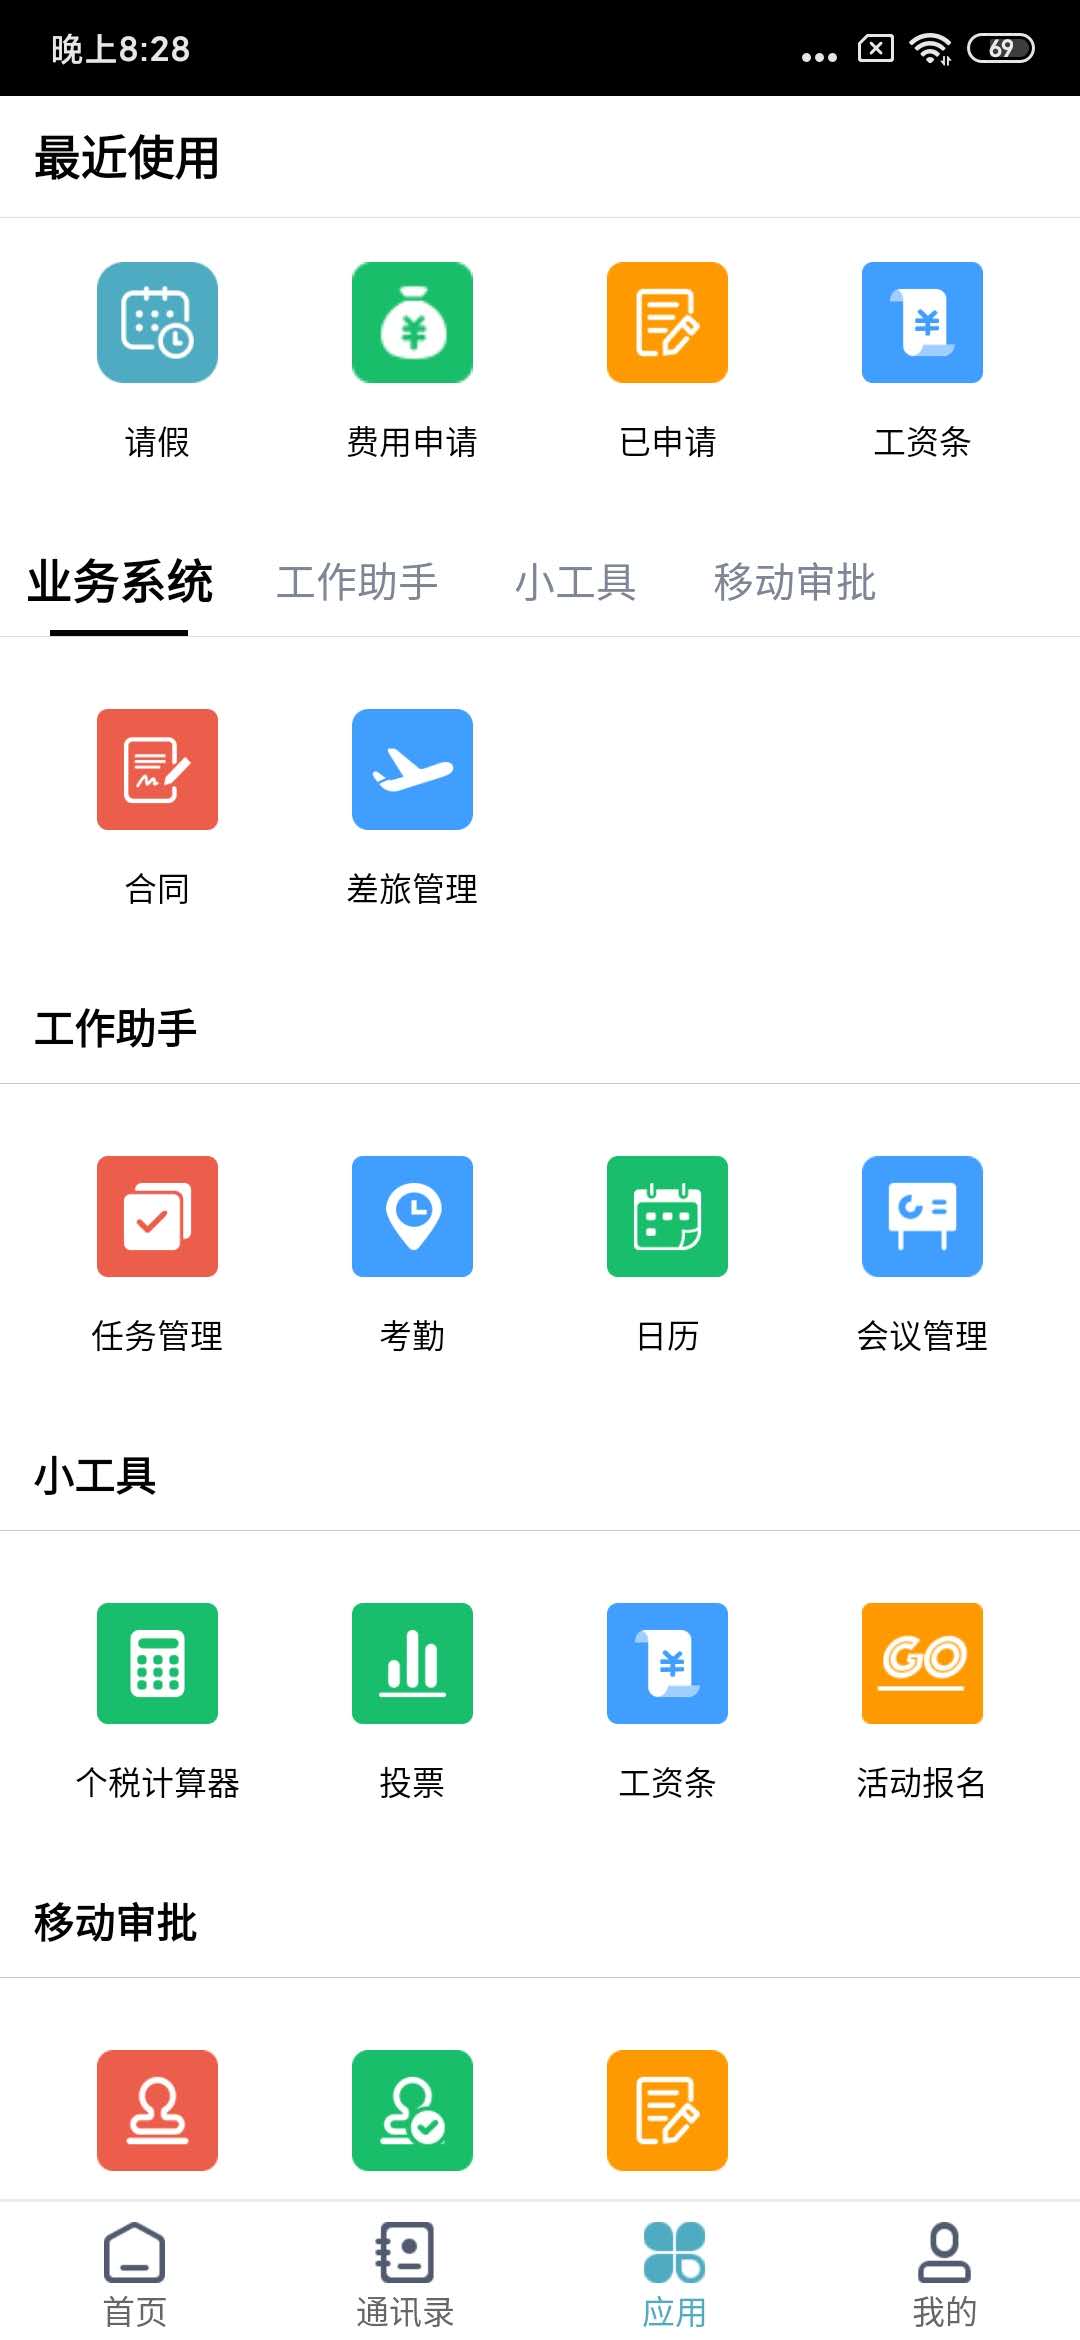 晚上8:28
69
最近使用
请假 费用申请 已申请 工资条
业务系统 工作助手 小工具 移动审批
合同 差旅管理
工作助手
任务管理 考勤 日历 会议管理
小工具
GO
个税计算器 投票 工资条 活动报名
移动审批
首页 通讯录 应用 我的